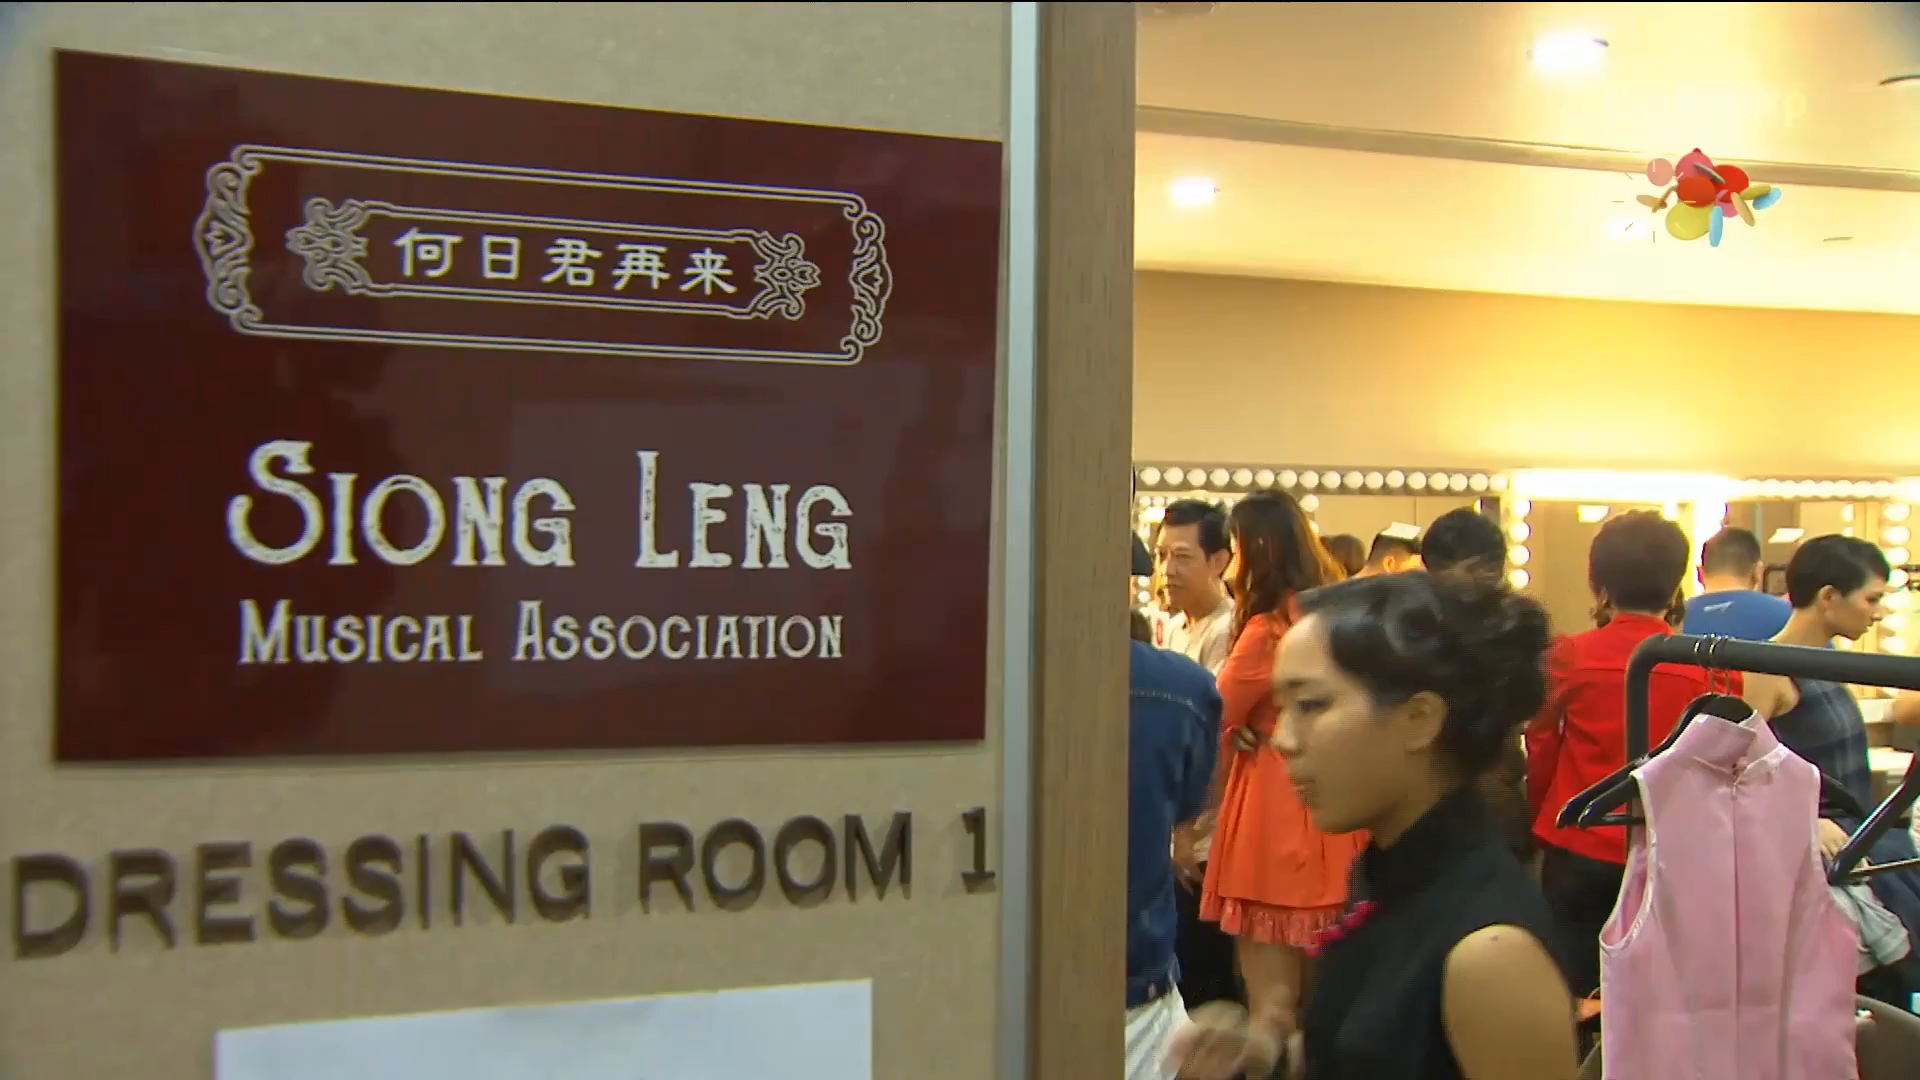 何日君再来
SIONG LENG
MUSICAL ASSOCIATION
DRESSING ROOM 1